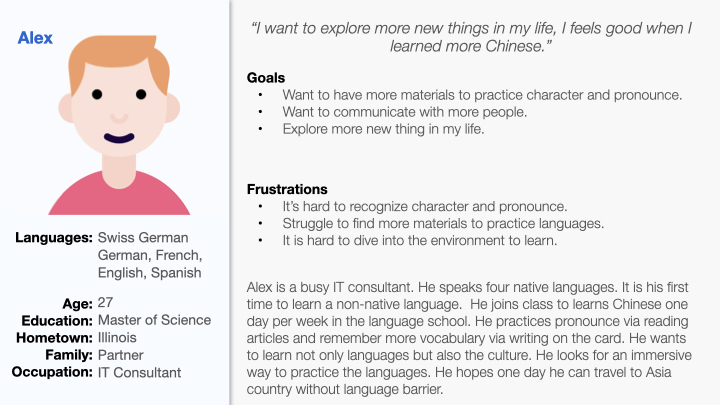 Alex
Languages: Swiss German
German, French,
English, Spanish
Age: 27
Education: Master of Science
Hometown: Illinois
Family: Partner
Occupation: IT Consultant
“I want to explore more new things in my life, I feels good when I
learned more Chinese.”
Goals
• Want to have more materials to practice character and pronounce.
• Want to communicate with more people.
• Explore more new thing in my life.
Frustrations
• It’s hard to recognize character and pronounce.
• Struggle to find more materials to practice languages.
• It is hard to dive into the environment to learn.
Alex is a busy IT consultant. He speaks four native languages. It is his first
time to learn a non-native language. He joins class to learns Chinese one
day per week in the language school. He practices pronounce via reading
articles and remember more vocabulary via writing on the card. He wants
to learn not only languages but also the culture. He looks for an immersive
way to practice the languages. He hopes one day he can travel to Asia
country without language barrier.